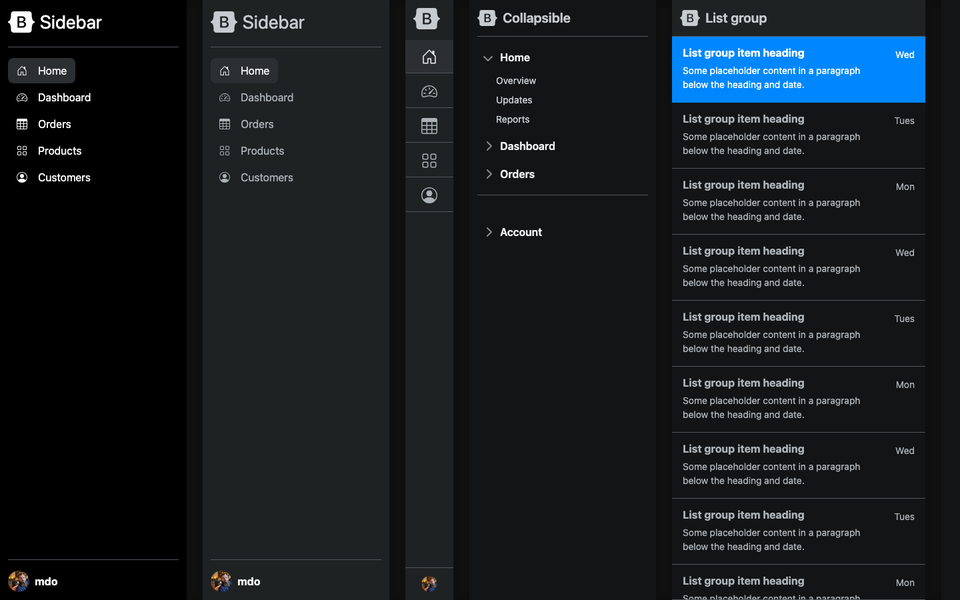 B Sidebar
Home
Dashboard
Orders
Products
Customers
mdo
B Sidebar
Home
Dashboard
Orders
Products
Customers
mdo
B
B Collapsible
Home
Overview
Updates
Reports
Dashboard
Orders
Account
B List group
List group item heading Wed
Some placeholder content in a paragraph
below the heading and date.
List group item heading Tues
Some placeholder content in a paragraph
below the heading and date.
List group item heading Mon
Some placeholder content in a paragraph
below the heading and date.
List group item heading Wed
Some placeholder content in a paragraph
below the heading and date.
List group item heading Tues
Some placeholder content in a paragraph
below the heading and date.
List group item heading Mon
Some placeholder content in a paragraph
below the heading and date.
List group item heading Wed
Some placeholder content in a paragraph
below the heading and date.
List group item heading Tues
Some placeholder content in a paragraph
below the heading and date.
List group item heading Mon
Some placeholder content in a paragraph